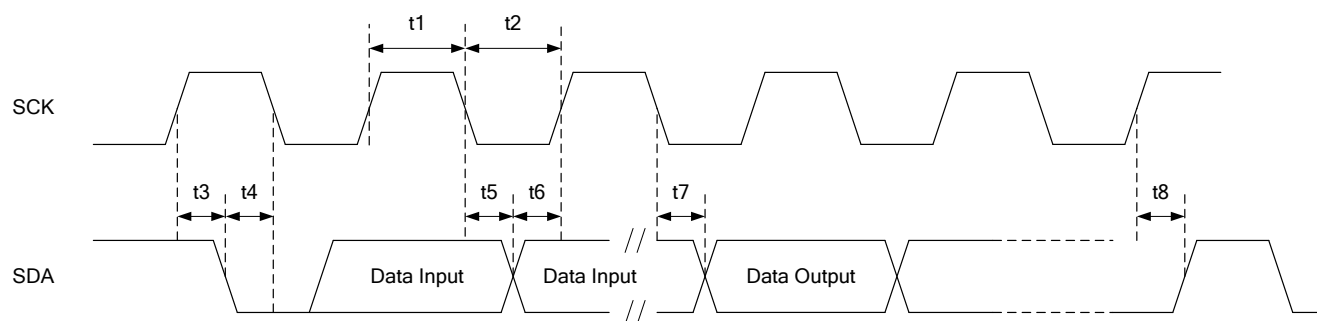 t1 t2
SCK
t3 t4 t5 t6 t7 t8
SDA Data Input Data Input Data Output